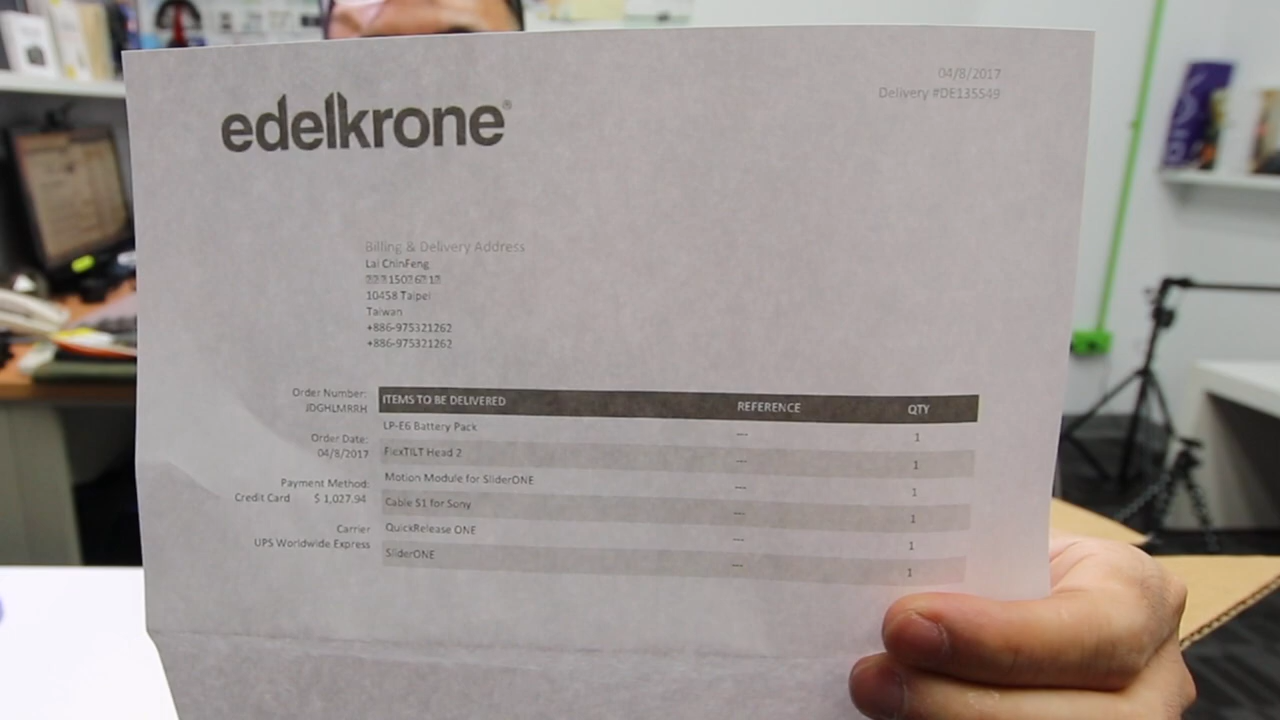 04/8/2017
Delivery #DE135549
edelkrone®
Billing & Delivery Address
Lai ChinFeng
10458 Taipei
Taiwan
+886-975321262
+886-975321262
Order Number:
JDGHLMRRH
Order Date:
04/8/2017
Payment Method:
Credit Card $ 1,027.94
Carrier
UPS Worldwide Express
ITEMS TO BE DELIVERED REFERENCE QTY
LP-E6 Battery Pack --- 1
FlexTILT Head 2 --- 1
Motion Module for SliderONE --- 1
Cable S1 for Sony --- 1
QuickRelease ONE --- 1
SliderONE --- 1